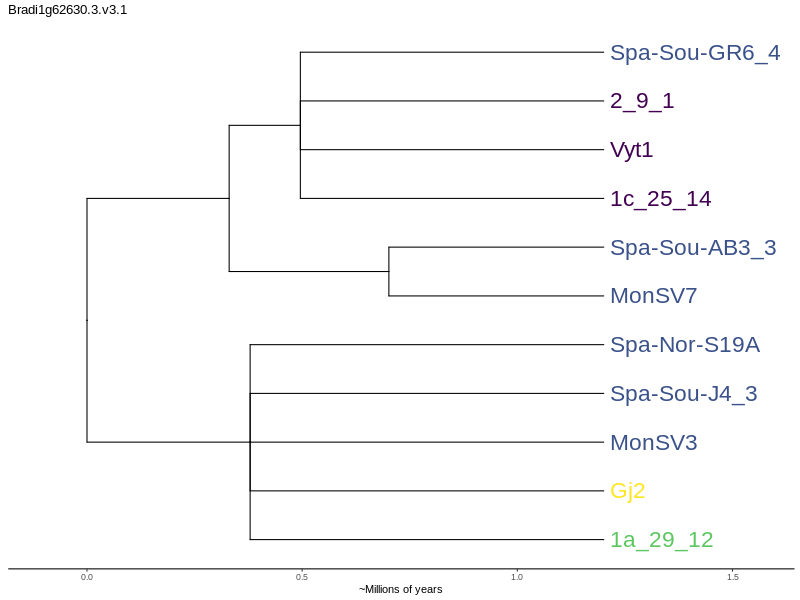 Bradi1g62630.3.v3.1
Spa-Sou-GR6_4
2_9_1
Vyt1
1c_25_14
Spa-Sou-AB3_3
MonSV7
Spa-Nor-S19A
Spa-Sou-J4_3
MonSV3
Gj2
1a_29_12
0.0 0.5 1.0 1.5
~Millions of years